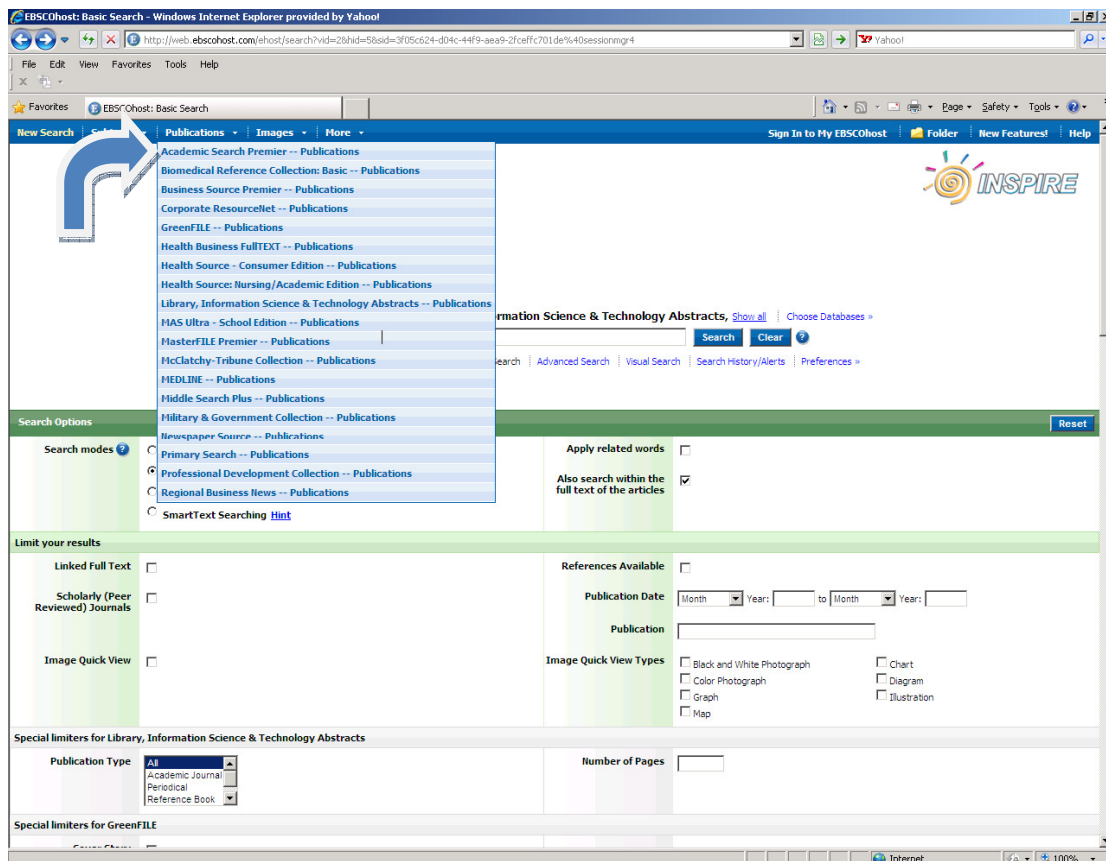 EBSCOhost: Basic Search - Windows Internet Explorer provided by Yahoo!
http://web.ebscohost.com/ehost/search?vid=2&hid=5&sid=3f05c624-d04c-44f9-aea9-2fceffc701de%40sessionmgr4
Yahoo!
File Edit View Favorites Tools Help
Favorites EBSCOhost: Basic Search Page Safety Tools
New Search Publications Images More Sign In to My EBSCOhost Folder New Features! Help
Academic Search Premier -- Publications
Biomedical Reference Collection: Basic -- Publications
Business Source Premier -- Publications
INSPIRE
Corporate ResourceNet -- Publications
GreenFILE -- Publications
Health Business FullTEXT -- Publications
Health Source - Consumer Edition -- Publications
Health Source: Nursing/Academic Edition -- Publications
Library, Information Science & Technology Abstracts -- Publications
MAS Ultra - School Edition -- Publications
MasterFILE Premier -- Publications
McClatchy-Tribune Collection -- Publications
MEDLINE -- Publications
Middle Search Plus -- Publications
Military & Government Collection -- Publications
Newspaper Source -- Publications
Primary Search -- Publications
Professional Development Collection -- Publications
Regional Business News -- Publications
rmation Science & Technology Abstracts, Show all Choose Databases »
Search Clear
earch Advanced Search Visual Search Search History/Alerts Preferences »
Search Options Reset
Search modes Apply related words
Also search within the
full text of the articles
SmartText Searching Hint
Limit your results
Linked Full Text References Available
Scholarly (Peer
Reviewed) Journals
Publication Date Month Year: to Month Year:
Publication
Image Quick View Image Quick View Types
Black and White Photograph Chart
Color Photograph Diagram
Graph Illustration
Map
Special limiters for Library, Information Science & Technology Abstracts
Publication Type All Number of Pages
Academic Journal
Periodical
Reference Book
Special limiters for GreenFILE
Cover Story
Internet 100%